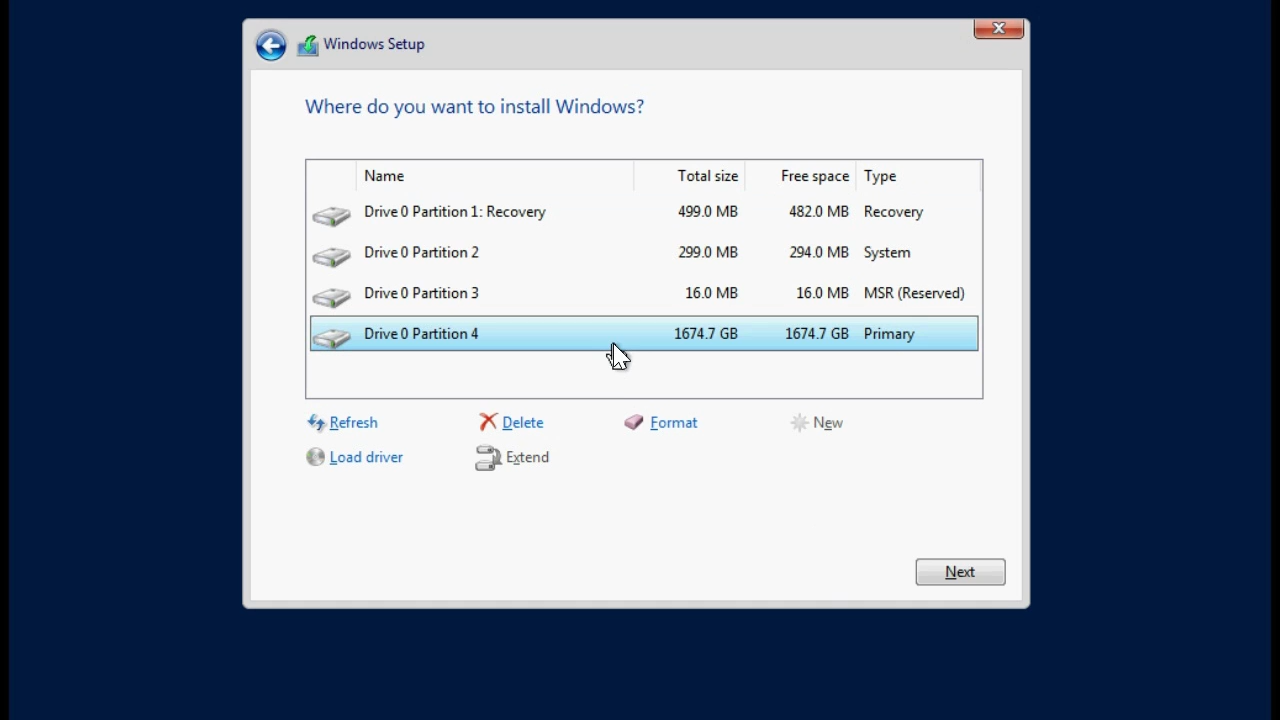 Windows Setup
Where do you want to install Windows?
Name Total size Free space Type
Drive 0 Partition 1: Recovery 499.0 MB 482.0 MB Recovery
Drive 0 Partition 2 299.0 MB 294.0 MB System
Drive 0 Partition 3 16.0 MB 16.0 MB MSR (Reserved)
Drive 0 Partition 4 1674.7 GB 1674.7 GB Primary
Refresh Delete Format New
Load driver Extend
Next